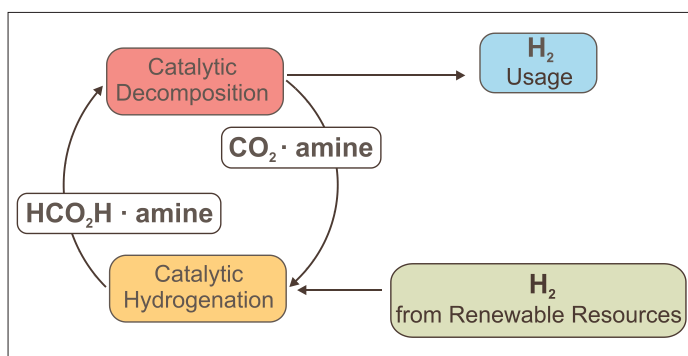 Catalytic
Decomposition
H₂
Usage
CO₂ · amine
HCO₂H · amine
Catalytic
Hydrogenation
H₂
from Renewable Resources